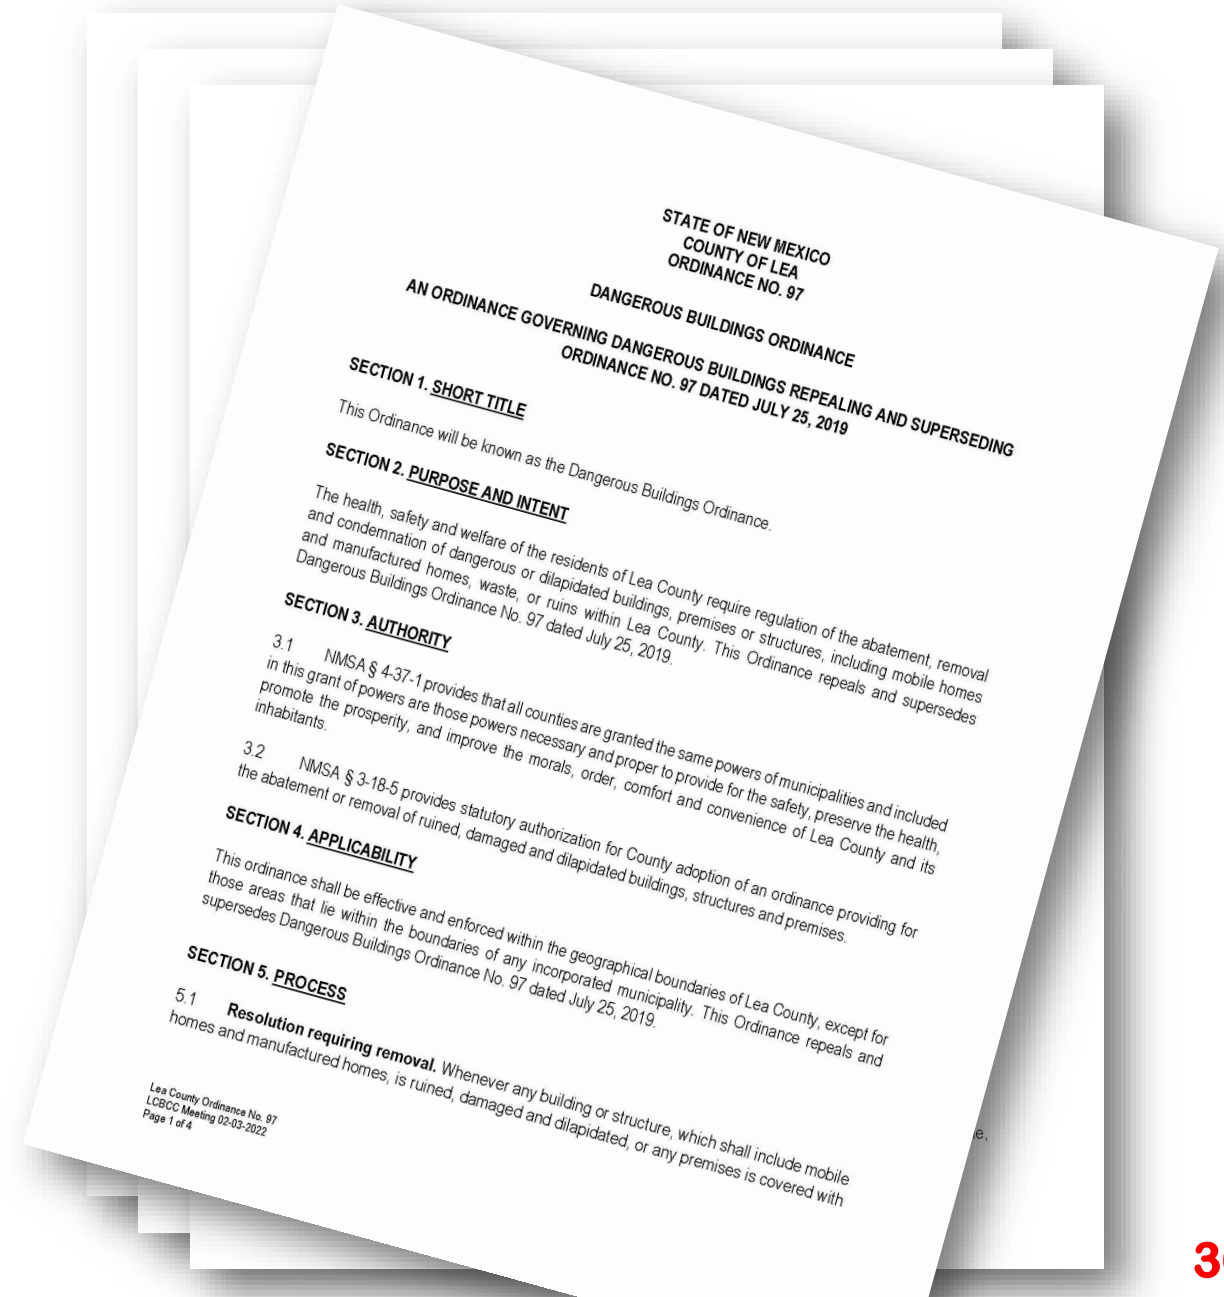 STATE OF NEW MEXICO
COUNTY OF LEA
ORDINANCE NO. 97
DANGEROUS BUILDINGS ORDINANCE
AN ORDINANCE GOVERNING DANGEROUS BUILDINGS REPEALING AND SUPERSEDING
ORDINANCE NO. 97 DATED JULY 25, 2019
SECTION 1. SHORT TITLE
This Ordinance will be known as the Dangerous Buildings Ordinance.
SECTION 2. PURPOSE AND INTENT
The health, safety and welfare of the residents of Lea County require regulation of the abatement, removal
and condemnation of dangerous or dilapidated buildings, premises or structures, including mobile homes
and manufactured homes, waste, or ruins within Lea County. This Ordinance repeals and supersedes
Dangerous Buildings Ordinance No. 97 dated July 25, 2019.
SECTION 3. AUTHORITY
3.1 NMSA § 4-37-1 provides that all counties are granted the same powers of municipalities and included
in this grant of powers are those powers necessary and proper to provide for the safety, preserve the health,
promote the prosperity, and improve the morals, order, comfort and convenience of Lea County and its
inhabitants.
3.2 NMSA § 3-18-5 provides statutory authorization for County adoption of an ordinance providing for
the abatement or removal of ruined, damaged and dilapidated buildings, structures and premises.
SECTION 4. APPLICABILITY
This ordinance shall be effective and enforced within the geographical boundaries of Lea County, except for
those areas that lie within the boundaries of any incorporated municipality. This Ordinance repeals and
supersedes Dangerous Buildings Ordinance No. 97 dated July 25, 2019.
SECTION 5. PROCESS
5.1 Resolution requiring removal. Whenever any building or structure, which shall include mobile
homes and manufactured homes, is ruined, damaged and dilapidated, or any premises is covered with
Lea County Ordinance No. 97
LCBCC Meeting 02-03-2022
Page 1 of 4